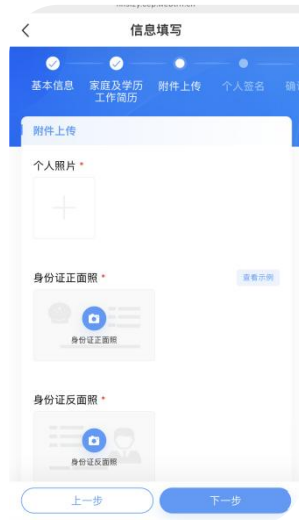 信息填写
基本信息
家庭及学历
工作简历
附件上传
个人签名
附件上传
个人照片 *
身份证正面照 *
查看示例
身份证正面照
身份证反面照 *
身份证反面照
上一步
下一步